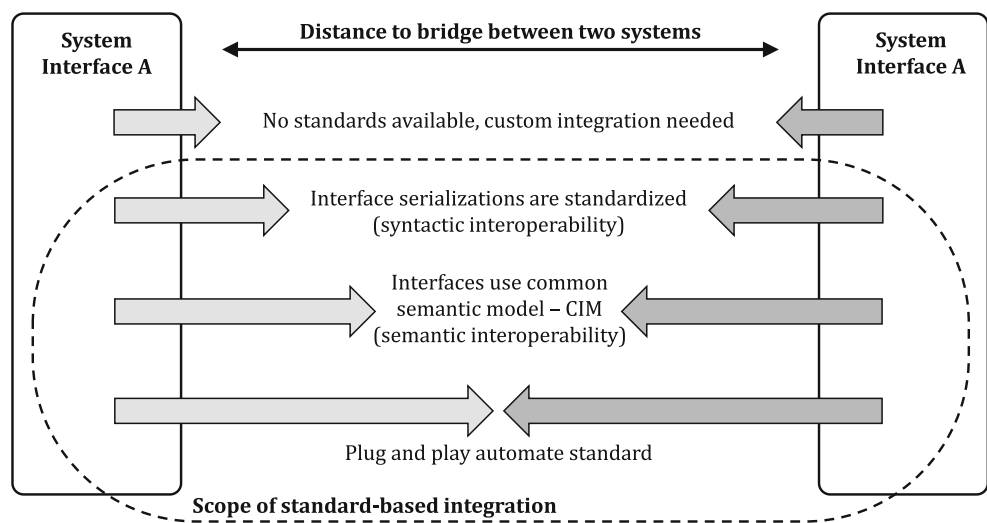 System
Interface A
Distance to bridge between two systems
System
Interface A
No standards available, custom integration needed
Interface serializations are standardized
(syntactic interoperability)
Interfaces use common
semantic model – CIM
(semantic interoperability)
Plug and play automate standard
Scope of standard-based integration